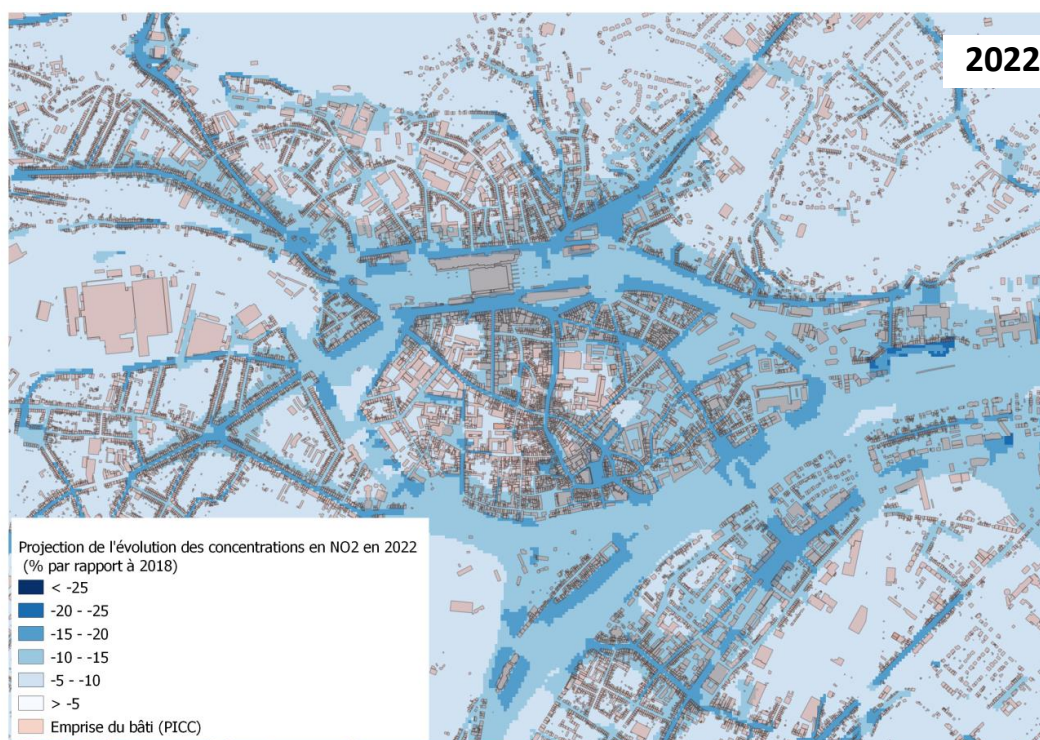 2022
Projection de l'évolution des concentrations en NO2 en 2022
(% par rapport à 2018)
< -25
-20 - -25
-15 - -20
-10 - -15
-5 - -10
> -5
Emprise du bâti (PICC)